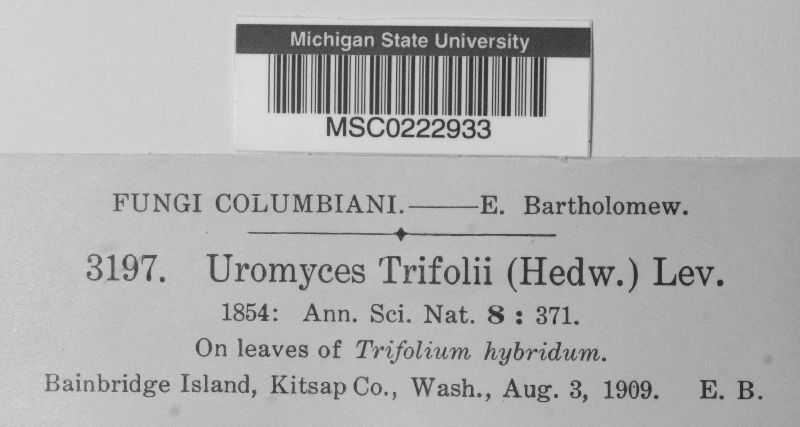 Michigan State University
MSC0222933
FUNGI COLUMBIANI.——E. Bartholomew.
3197. Uromyces Trifolii (Hedw.) Lev.
1854: Ann. Sci. Nat. 8 : 371.
On leaves of Trifolium hybridum.
Bainbridge Island, Kitsap Co., Wash., Aug. 3, 1909. E. B.